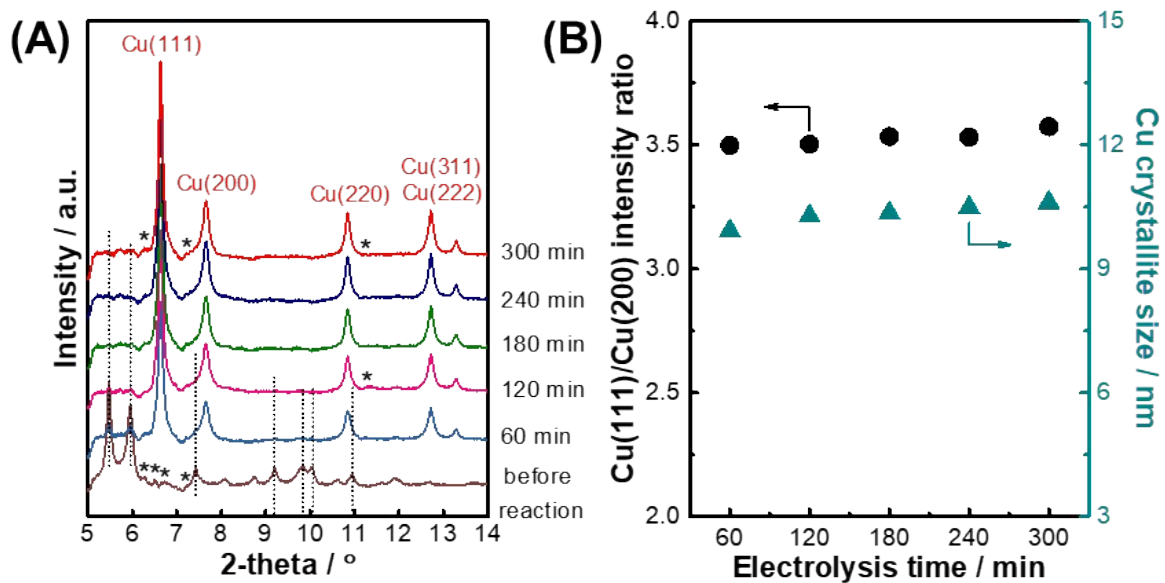 (A)
Cu(111)
Cu(200)
Cu(220)
Cu(311)
Cu(222)
*
*
*
300 min
240 min
180 min
*
120 min
60 min
***
*
before
reaction
5 6 7 8 9 10 11 12 13 14
2-theta / °
Intensity / a.u.
(B)
4.0
3.5
3.0
2.5
2.0
Cu(111)/Cu(200) intensity ratio
15
12
9
6
3
Cu crystallite size / nm
60 120 180 240 300
Electrolysis time / min